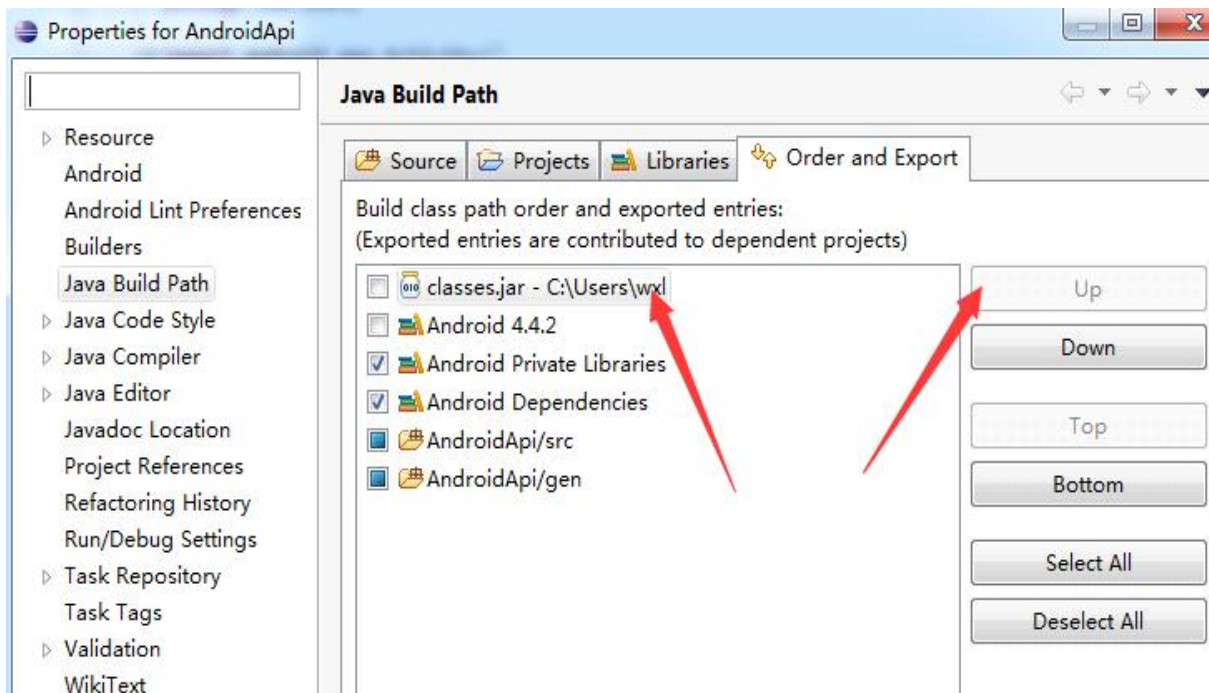 Properties for AndroidApi
Resource
Android
Android Lint Preferences
Builders
Java Build Path
Java Code Style
Java Compiler
Java Editor
Javadoc Location
Project References
Refactoring History
Run/Debug Settings
Task Repository
Task Tags
Validation
WikiText
Java Build Path
Source Projects Libraries Order and Export
Build class path order and exported entries:
(Exported entries are contributed to dependent projects)
classes.jar - C:\Users\wxl
Android 4.4.2
Android Private Libraries
Android Dependencies
AndroidApi/src
AndroidApi/gen
Up
Down
Top
Bottom
Select All
Deselect All